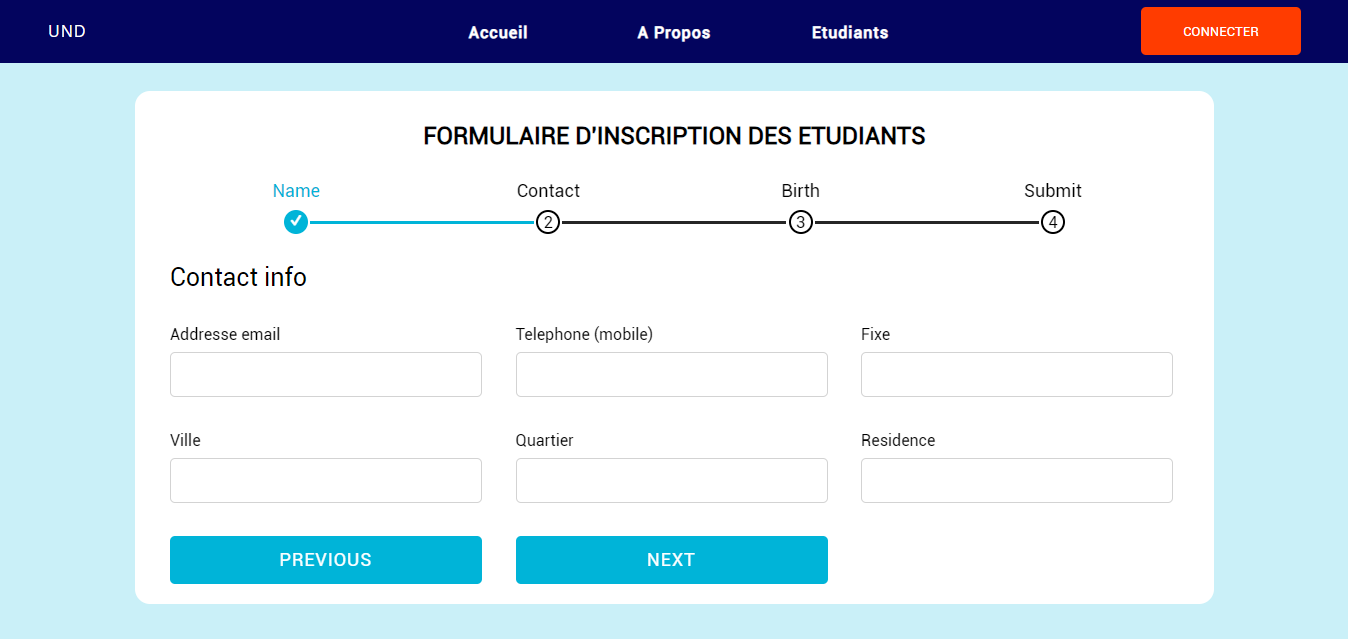 UND Accueil A Propos Etudiants CONNECTER
FORMULAIRE D'INSCRIPTION DES ETUDIANTS
Name Contact Birth Submit
2 3 4
Contact info
Addresse email Telephone (mobile) Fixe
Ville Quartier Residence
PREVIOUS NEXT